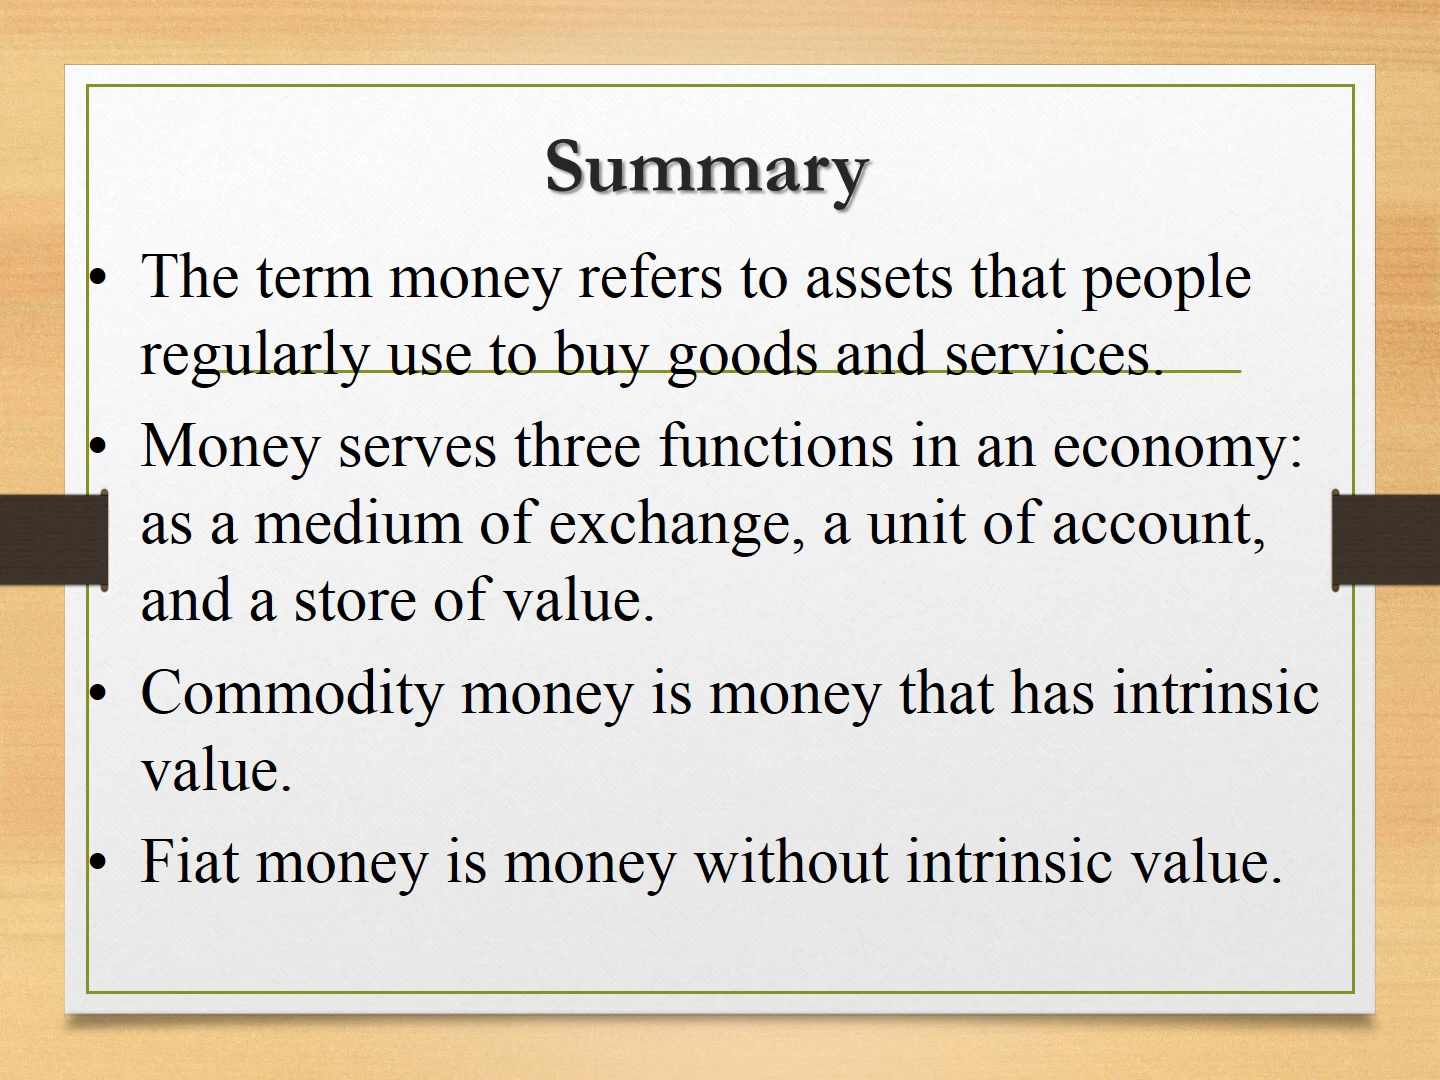 Summary
• The term money refers to assets that people
regularly use to buy goods and services.
• Money serves three functions in an economy:
as a medium of exchange, a unit of account,
and a store of value.
• Commodity money is money that has intrinsic
value.
• Fiat money is money without intrinsic value.